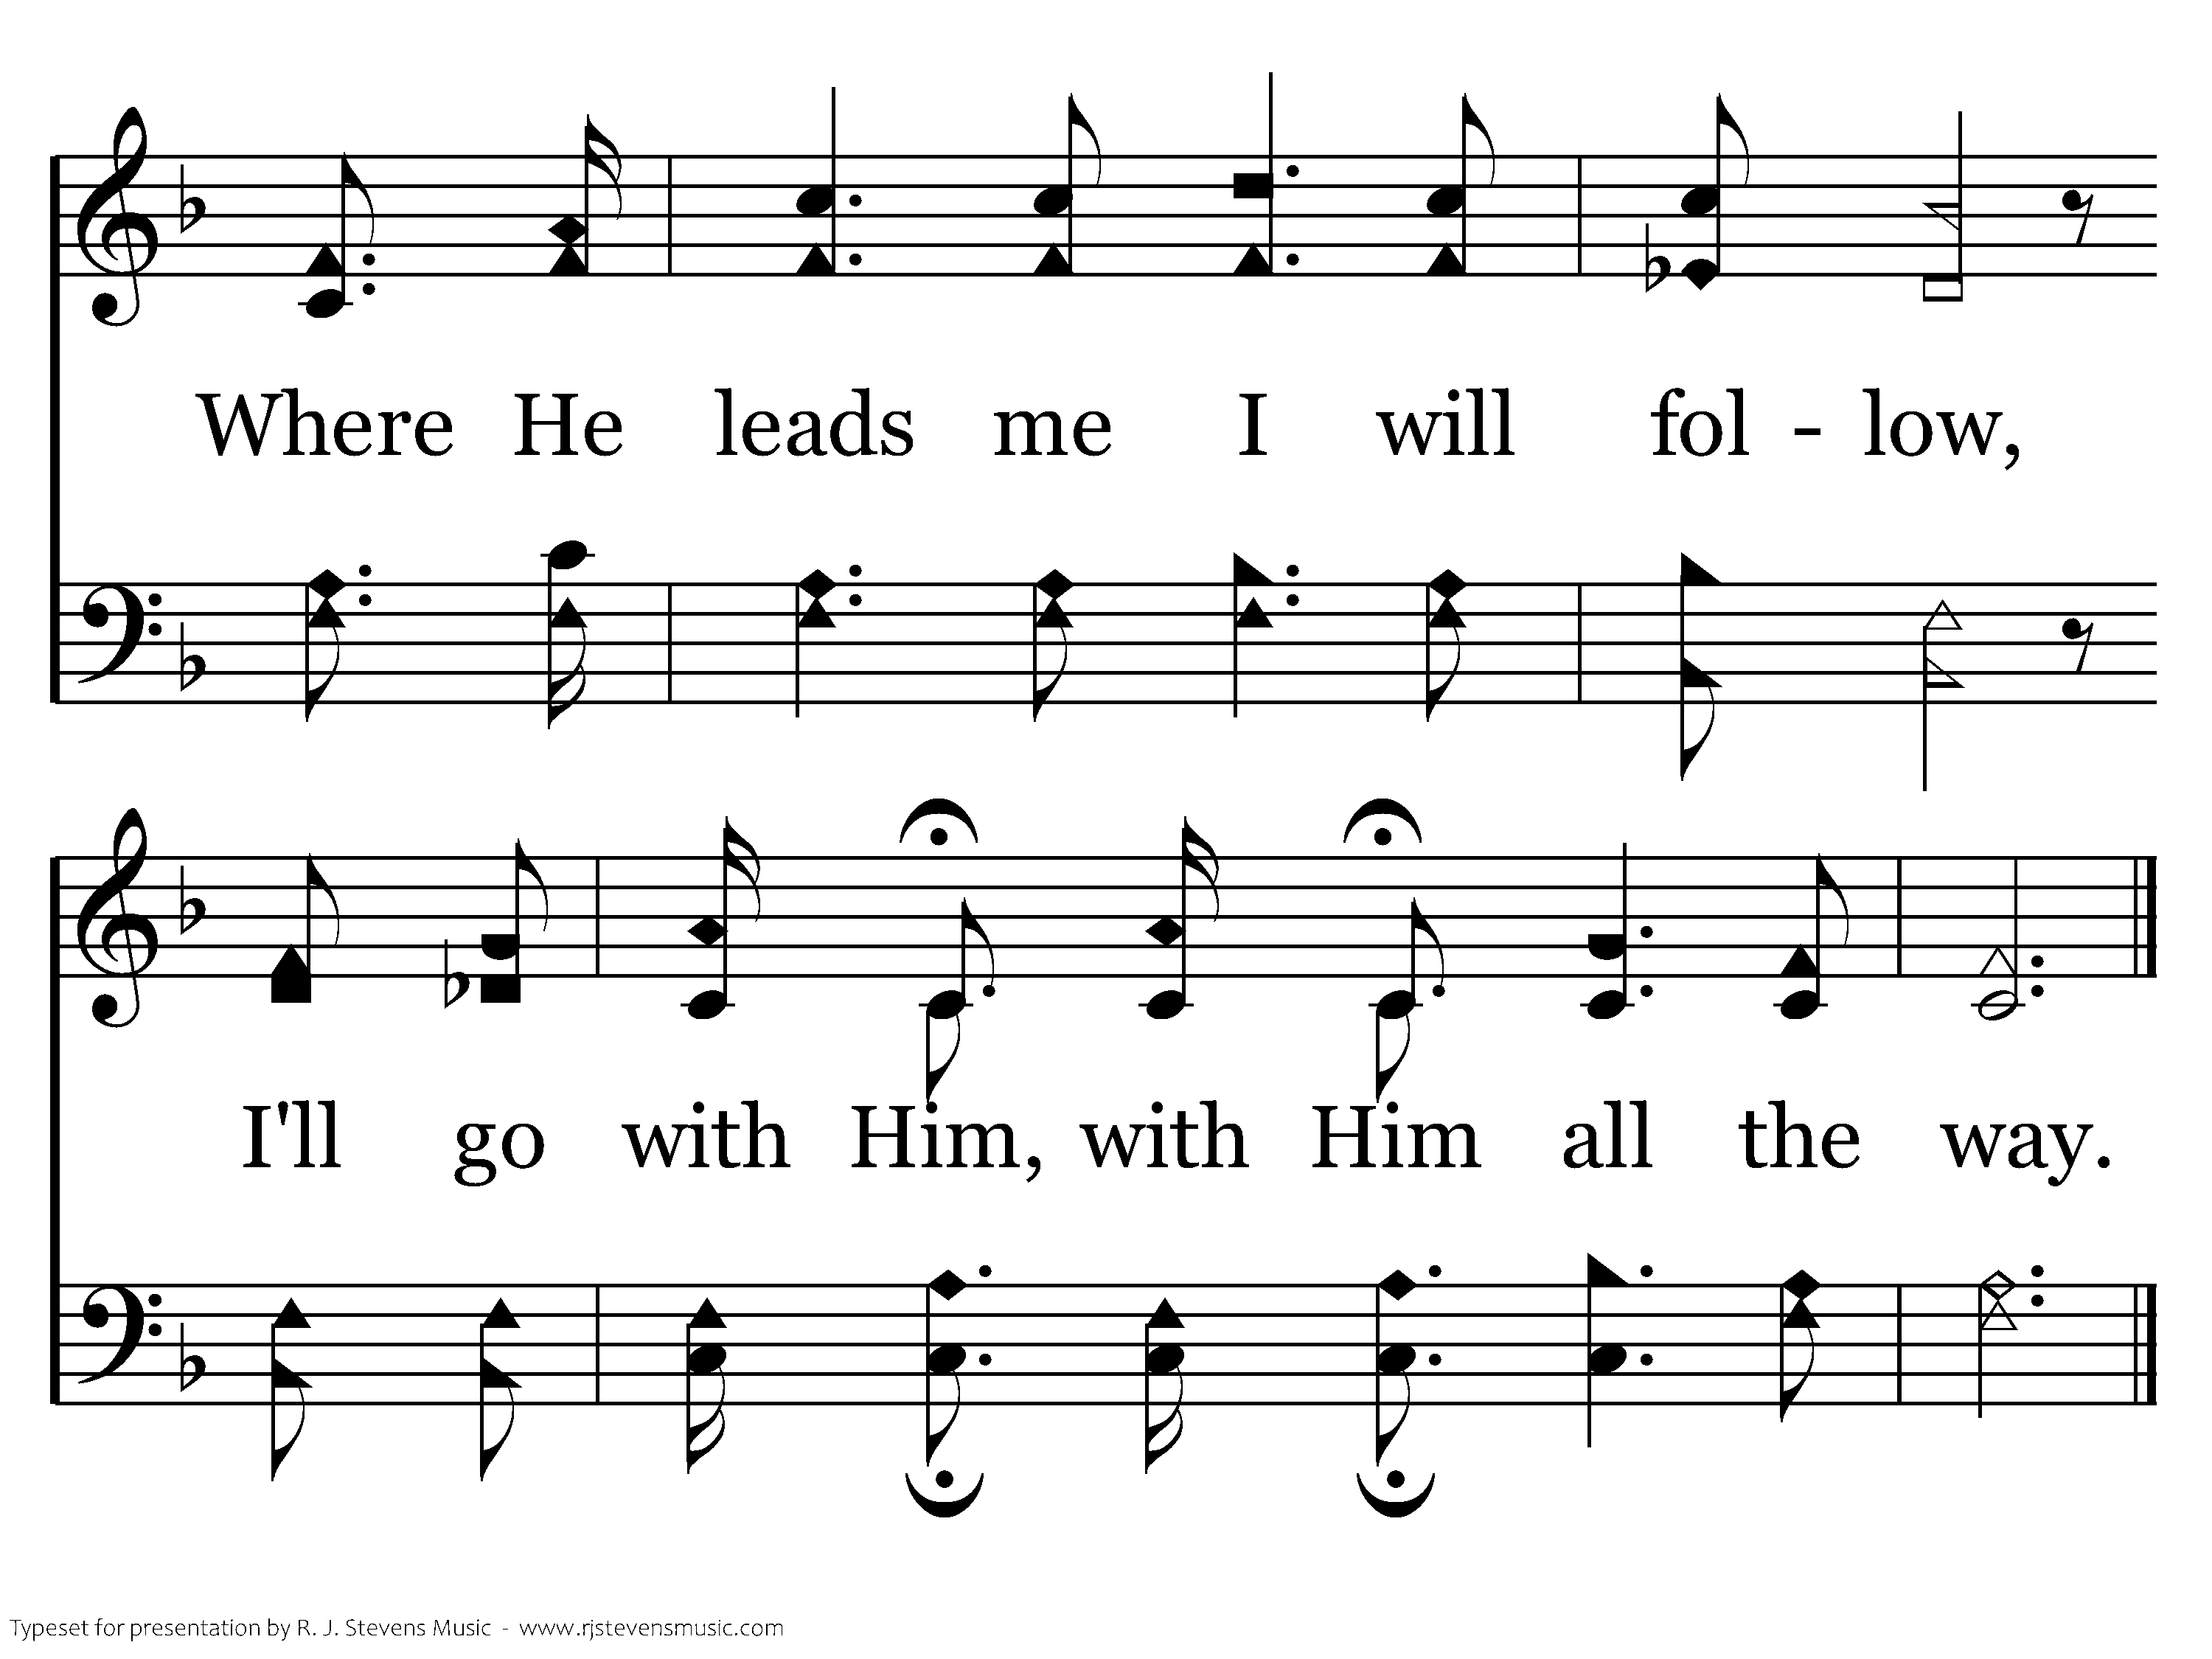 Where He leads me I will fol - low,
I'll go with Him, with Him all the way.
Typeset for presentation by R. J. Stevens Music - www.rjstevensmusic.com